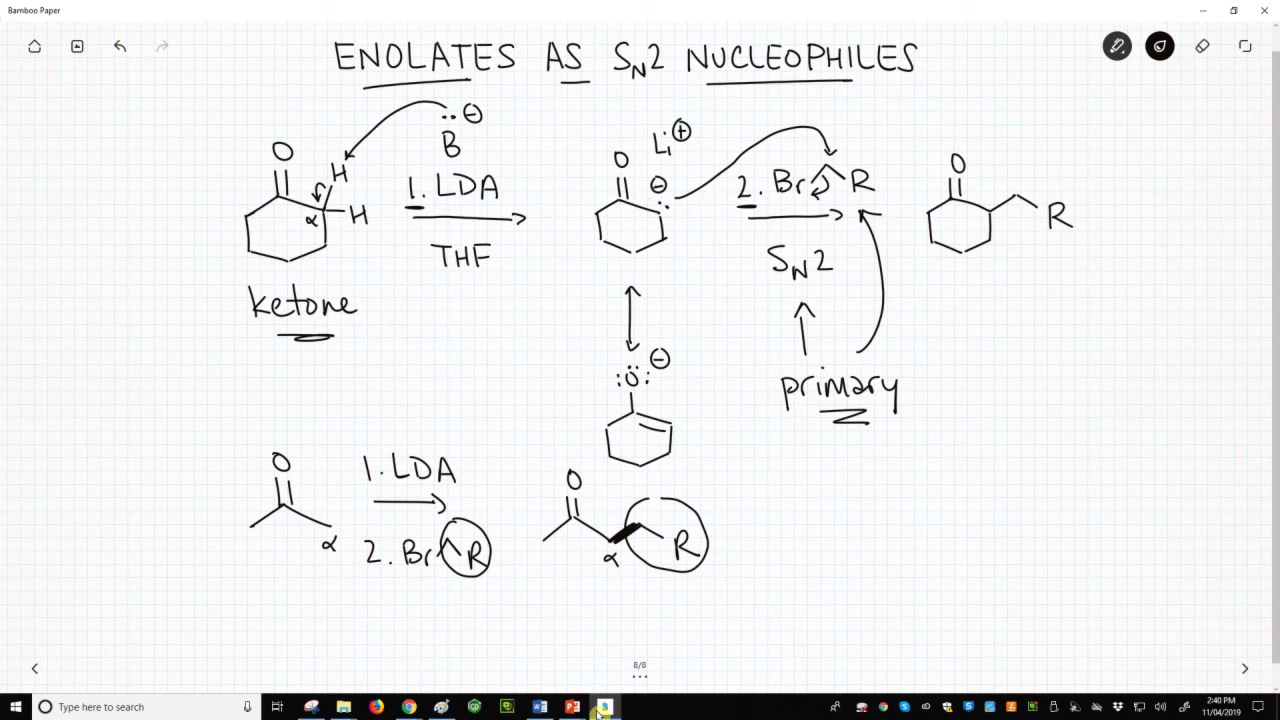 Bamboo Paper
ENOLATES AS SN2 NUCLEOPHILES
O
H
α
H
ketone
:⊖
B
1. LDA
THF
O
Li⊕
⊖
:
:Ö:
⊖
2. Br R
SN2
primary
O
R
O
α
1. LDA
2. Br R
O
α
R
8/8
Type here to search
2:40 PM
11/04/2019